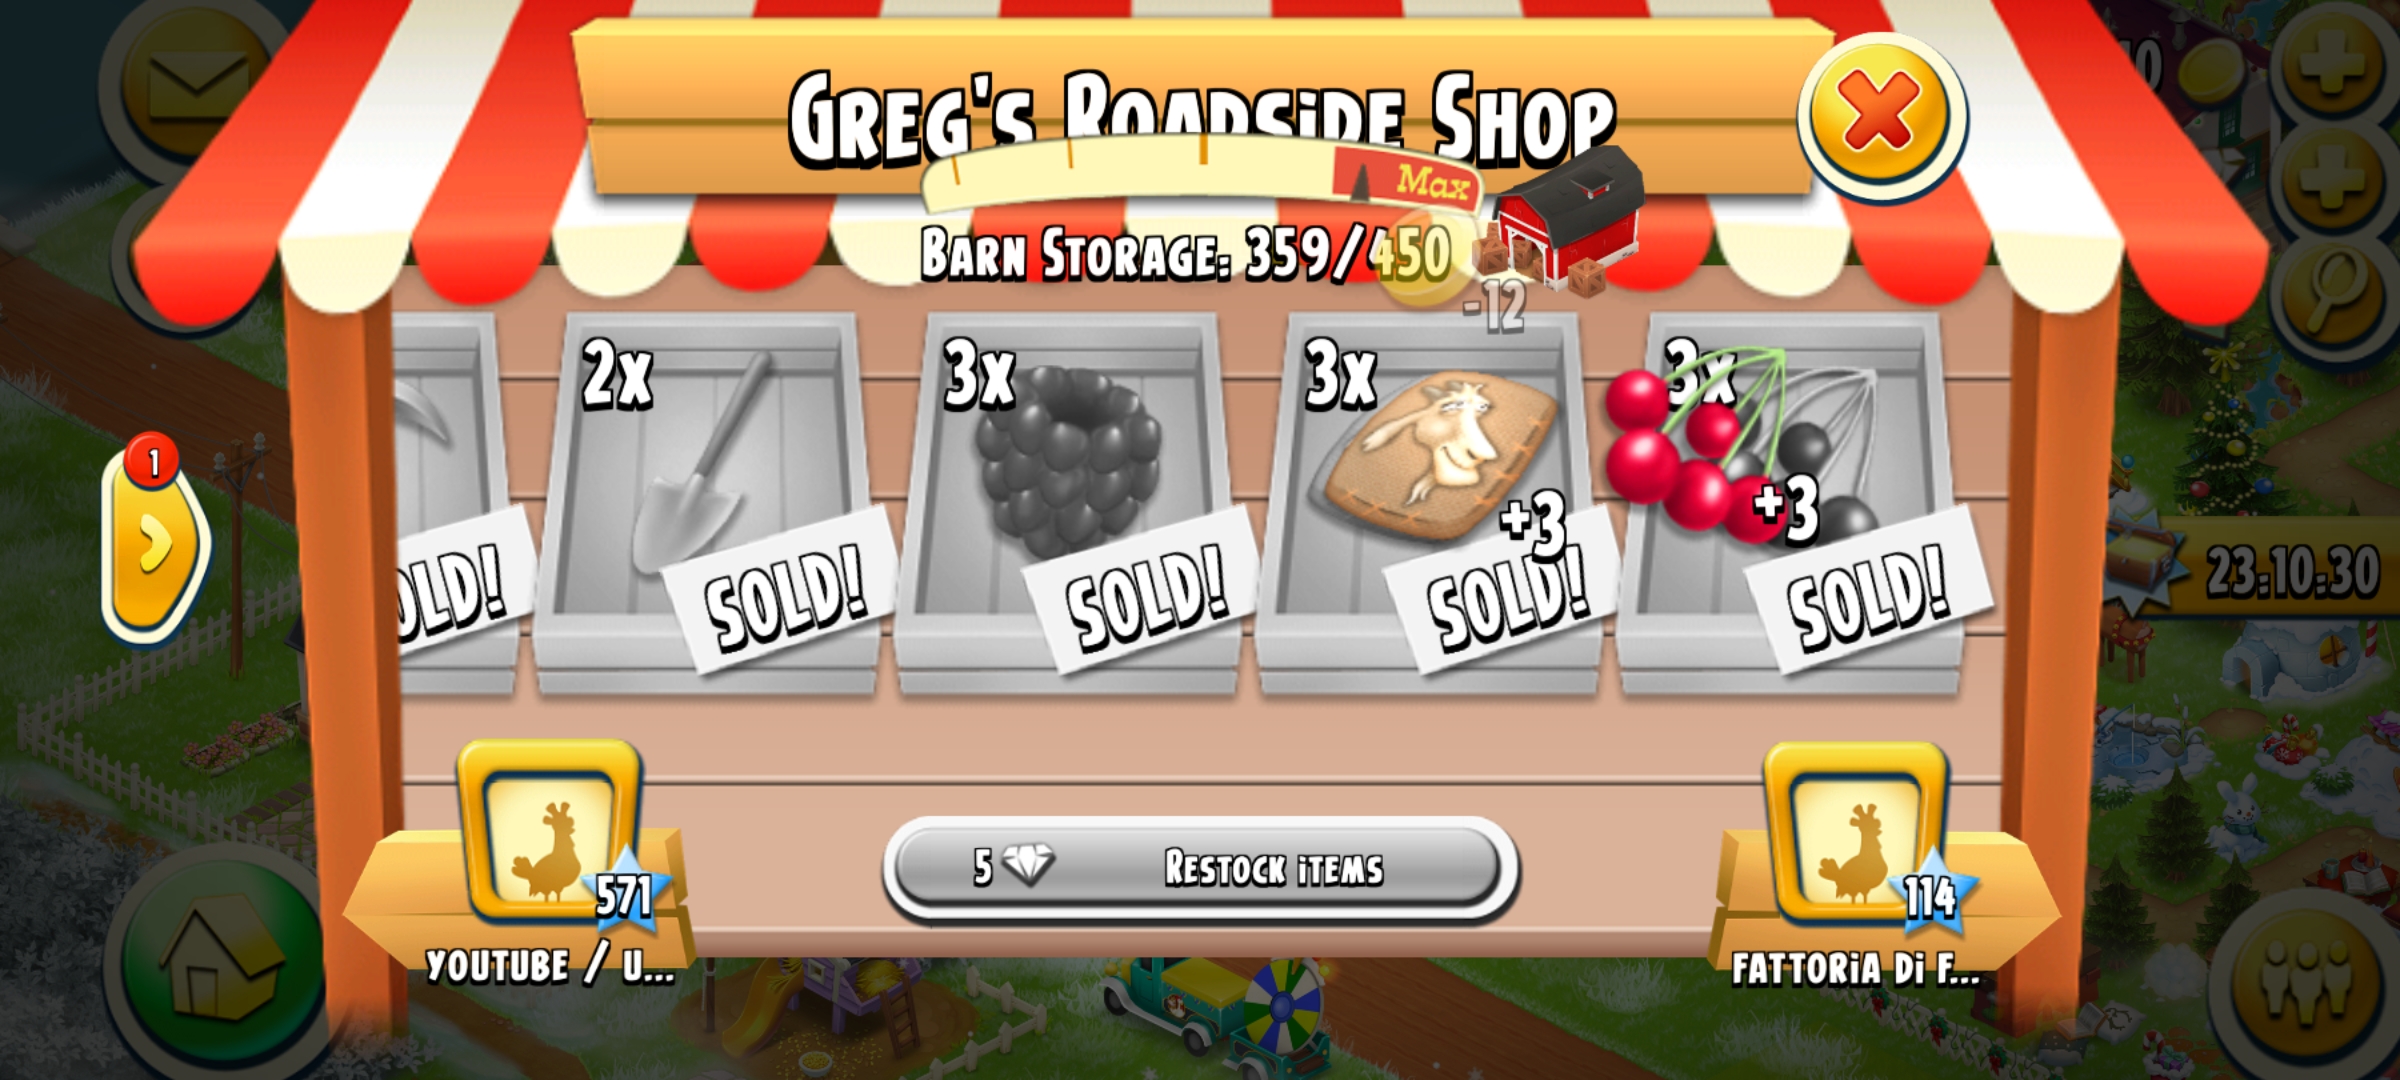 GREG'S ROADSIDE SHOP
Max
BARN STORAGE: 359/450
-12
2x
3x
3x
3x
1
+3
+3
OLD!
SOLD!
SOLD!
SOLD!
SOLD!
23:10:30
571
5 RESTOCK ITEMS
114
YOUTUBE / U...
FATTORIA DI F...